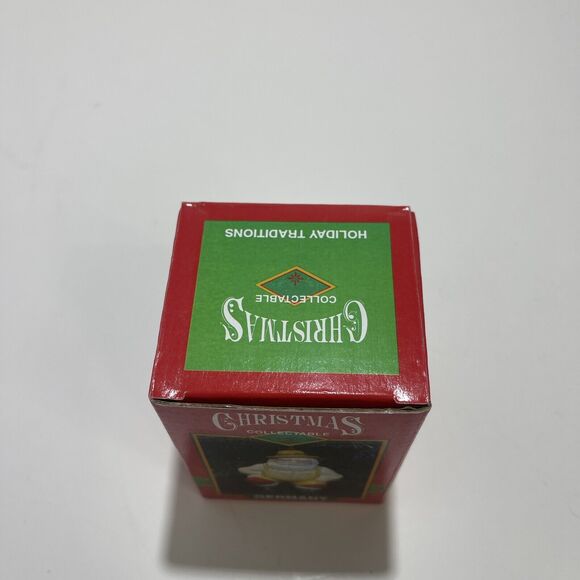 CHRISTMAS
COLLECTABLE
HOLIDAY TRADITIONS
CHRISTMAS
COLLECTABLE
GERMANY